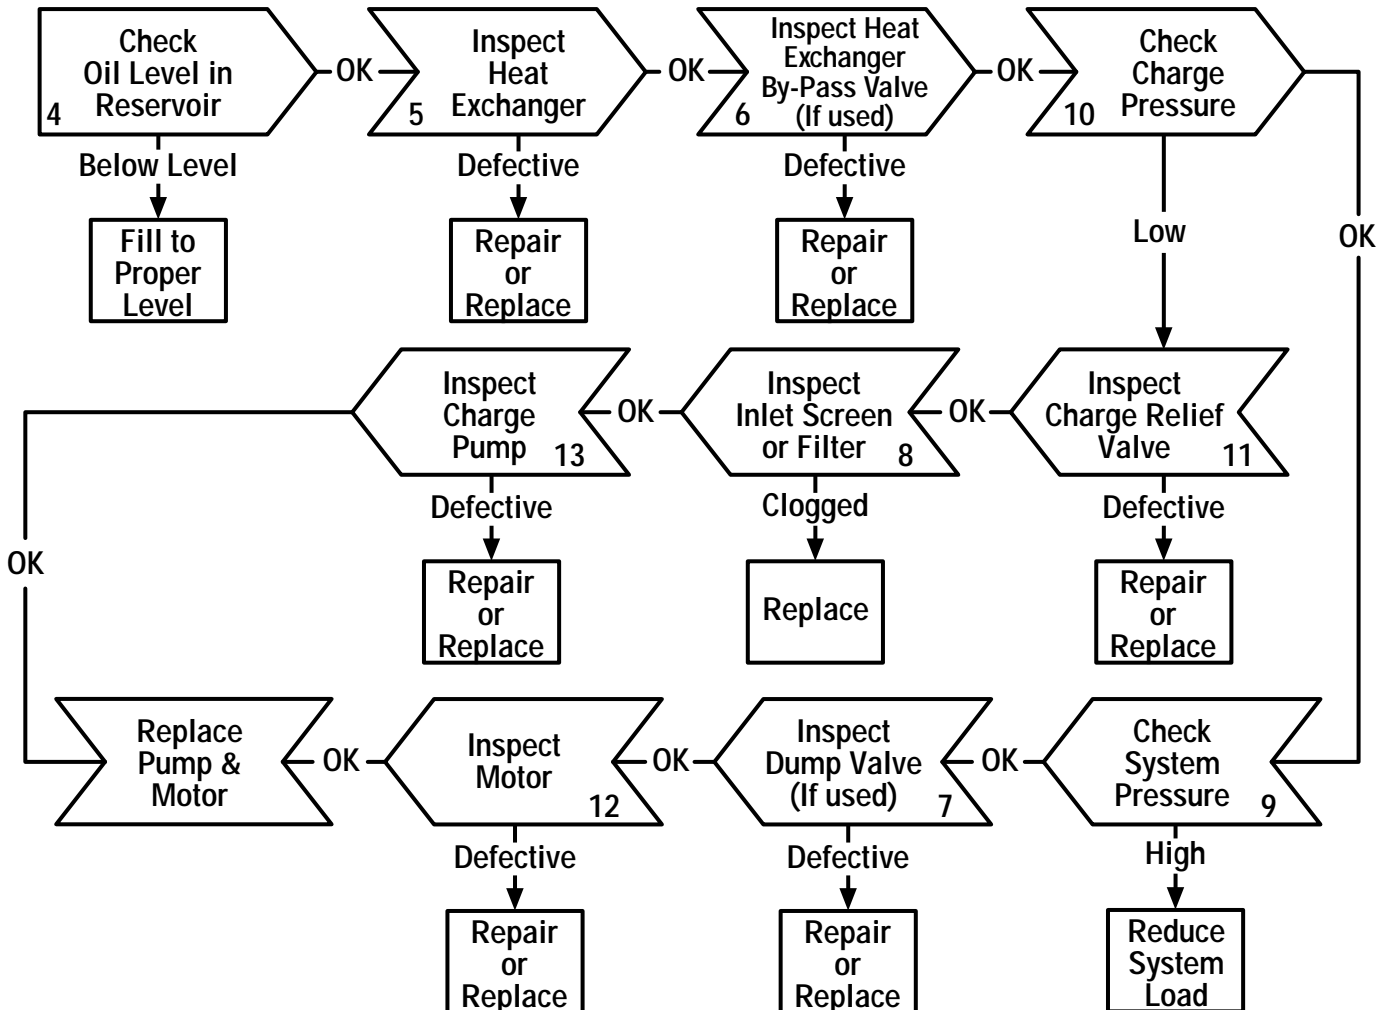 Check
Oil Level in
Reservoir
4
OK
Inspect
Heat
Exchanger
5
OK
Inspect Heat
Exchanger
By-Pass Valve
(If used)
6
OK
Check
Charge
Pressure
10
Below Level
Defective
Defective
Low
OK
Fill to
Proper
Level
Repair
or
Replace
Repair
or
Replace
Inspect
Charge Relief
Valve
11
OK
Inspect
Inlet Screen
or Filter
8
OK
Inspect
Charge
Pump
13
OK
Defective
Clogged
Defective
Repair
or
Replace
Replace
Repair
or
Replace
Check
System
Pressure
9
OK
Inspect
Dump Valve
(If used)
7
OK
Inspect
Motor
12
OK
Replace
Pump &
Motor
Defective
Defective
High
Repair
or
Replace
Repair
or
Replace
Reduce
System
Load